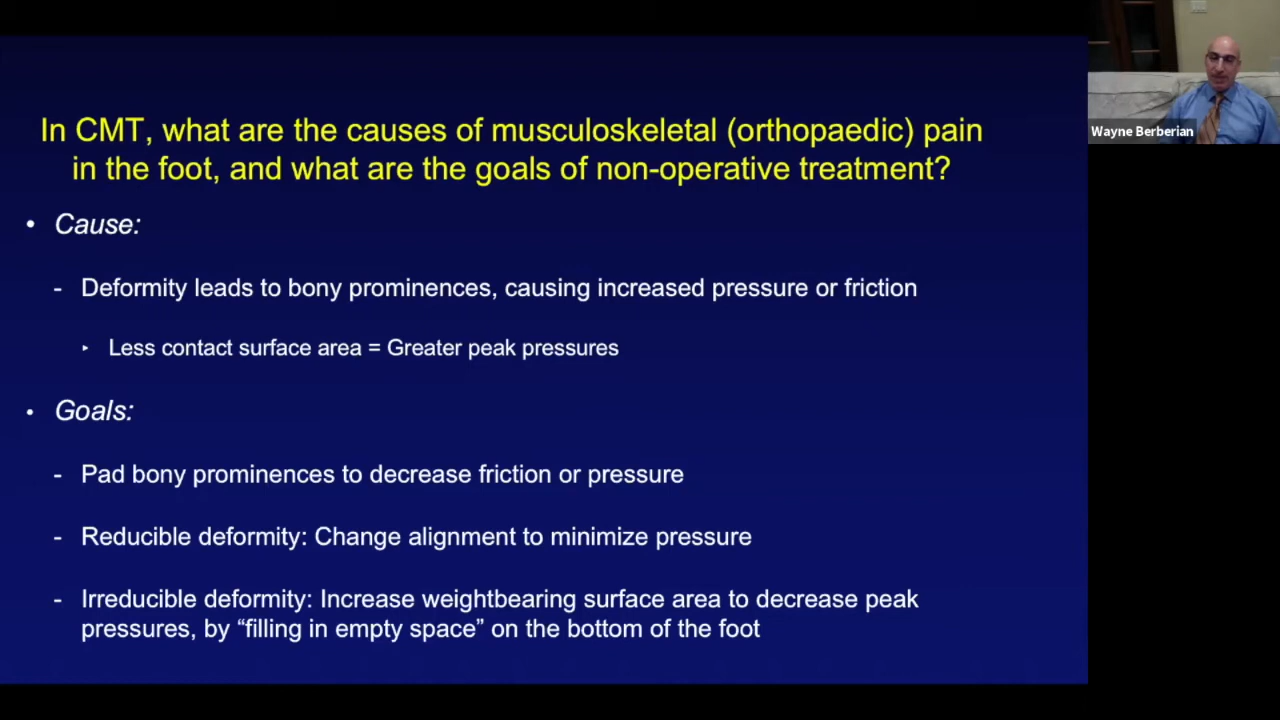 In CMT, what are the causes of musculoskeletal (orthopaedic) pain
in the foot, and what are the goals of non-operative treatment?
• Cause:
- Deformity leads to bony prominences, causing increased pressure or friction
‣ Less contact surface area = Greater peak pressures
• Goals:
- Pad bony prominences to decrease friction or pressure
- Reducible deformity: Change alignment to minimize pressure
- Irreducible deformity: Increase weightbearing surface area to decrease peak
pressures, by “filling in empty space” on the bottom of the foot
Wayne Berberian